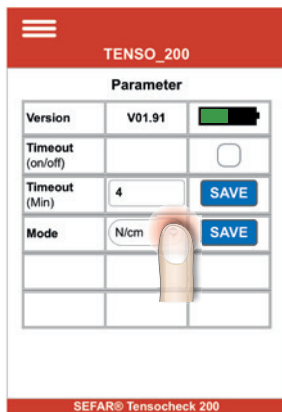 TENSO_200
Parameter
Version V01.91
Timeout
(on/off)
Timeout
(Min) 4 SAVE
Mode N/cm SAVE
SEFAR® Tensocheck 200